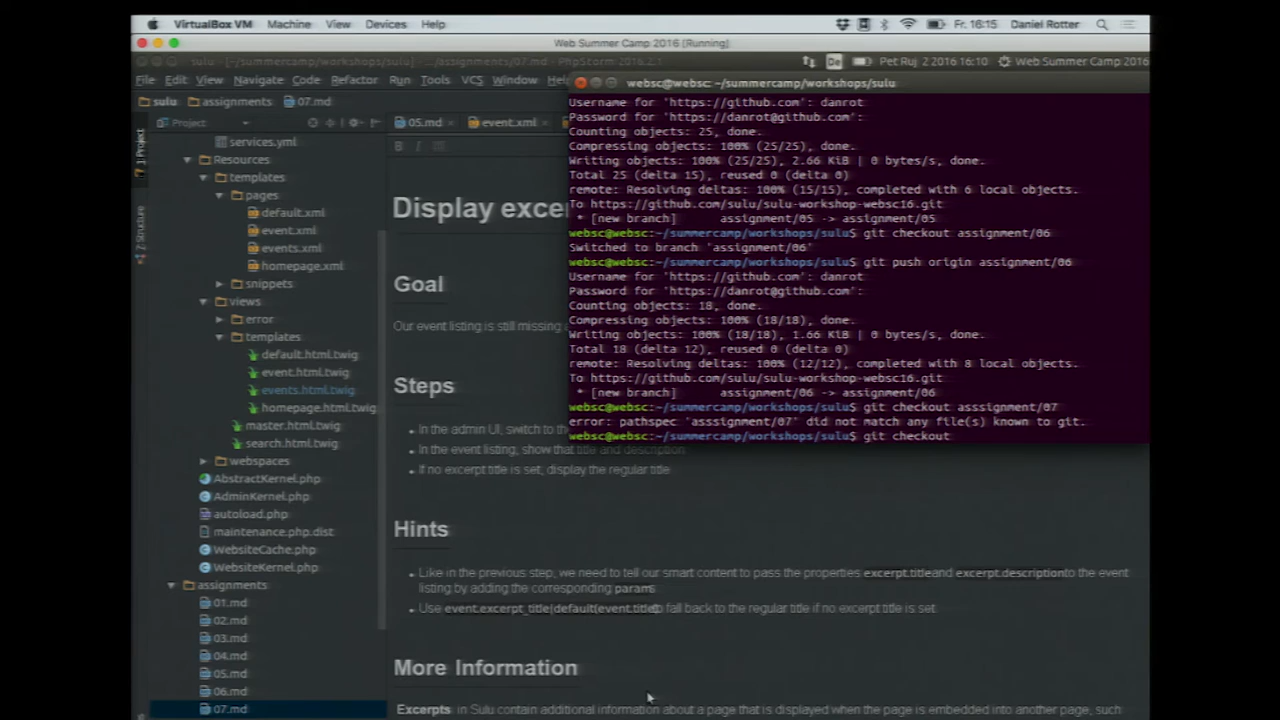 VirtualBox VM Machine View Devices Help Fr. 16:15 Daniel Rotter
Web Summer Camp 2016 [Running]
sulu - [~/summercamp/workshops/sulu] - .../assignments/07.md - PhpStorm 2016.2.1
De Pet Ruj 2 2016 16:10 Web Summer Camp 2016
File Edit View Navigate Code Refactor Run Tools VCS Window
sulu assignments 07.md
Project
1: Project
Z: Structure
services.yml
Resources
templates
pages
default.xml
event.xml
events.xml
homepage.xml
snippets
views
error
templates
default.html.twig
event.html.twig
events.html.twig
homepage.html.twig
master.html.twig
search.html.twig
webspaces
AbstractKernel.php
AdminKernel.php
autoload.php
maintenance.php.dist
WebsiteCache.php
WebsiteKernel.php
assignments
01.md
02.md
03.md
04.md
05.md
06.md
07.md
05.md × event.xml ×
B I
Display exce
Goal
Our event listing is still missing
Steps
In the admin UI, switch to the
In the event listing, show that title and description
If no excerpt title is set, display the regular title
Hints
Like in the previous step, we need to tell our smart content to pass the properties excerpt.title and excerpt.description to the event
listing by adding the corresponding params
Use event.excerpt_title|default(event.title) to fall back to the regular title if no excerpt title is set.
More Information
Excerpts in Sulu contain additional information about a page that is displayed when the page is embedded into another page, such
websc@websc: ~/summercamp/workshops/sulu
Username for 'https://github.com': danrot
Password for 'https://danrot@github.com':
Counting objects: 25, done.
Compressing objects: 100% (25/25), done.
Writing objects: 100% (25/25), 2.66 KiB | 0 bytes/s, done.
Total 25 (delta 15), reused 0 (delta 0)
remote: Resolving deltas: 100% (15/15), completed with 6 local objects.
To https://github.com/sulu/sulu-workshop-websc16.git
* [new branch] assignment/05 -> assignment/05
websc@websc:~/summercamp/workshops/sulu$ git checkout assignment/06
Switched to branch 'assignment/06'
websc@websc:~/summercamp/workshops/sulu$ git push origin assignment/06
Username for 'https://github.com': danrot
Password for 'https://danrot@github.com':
Counting objects: 18, done.
Compressing objects: 100% (18/18), done.
Writing objects: 100% (18/18), 1.66 KiB | 0 bytes/s, done.
Total 18 (delta 12), reused 0 (delta 0)
remote: Resolving deltas: 100% (12/12), completed with 8 local objects.
To https://github.com/sulu/sulu-workshop-websc16.git
* [new branch] assignment/06 -> assignment/06
websc@websc:~/summercamp/workshops/sulu$ git checkout asssignment/07
error: pathspec 'asssignment/07' did not match any file(s) known to git.
websc@websc:~/summercamp/workshops/sulu$ git checkout